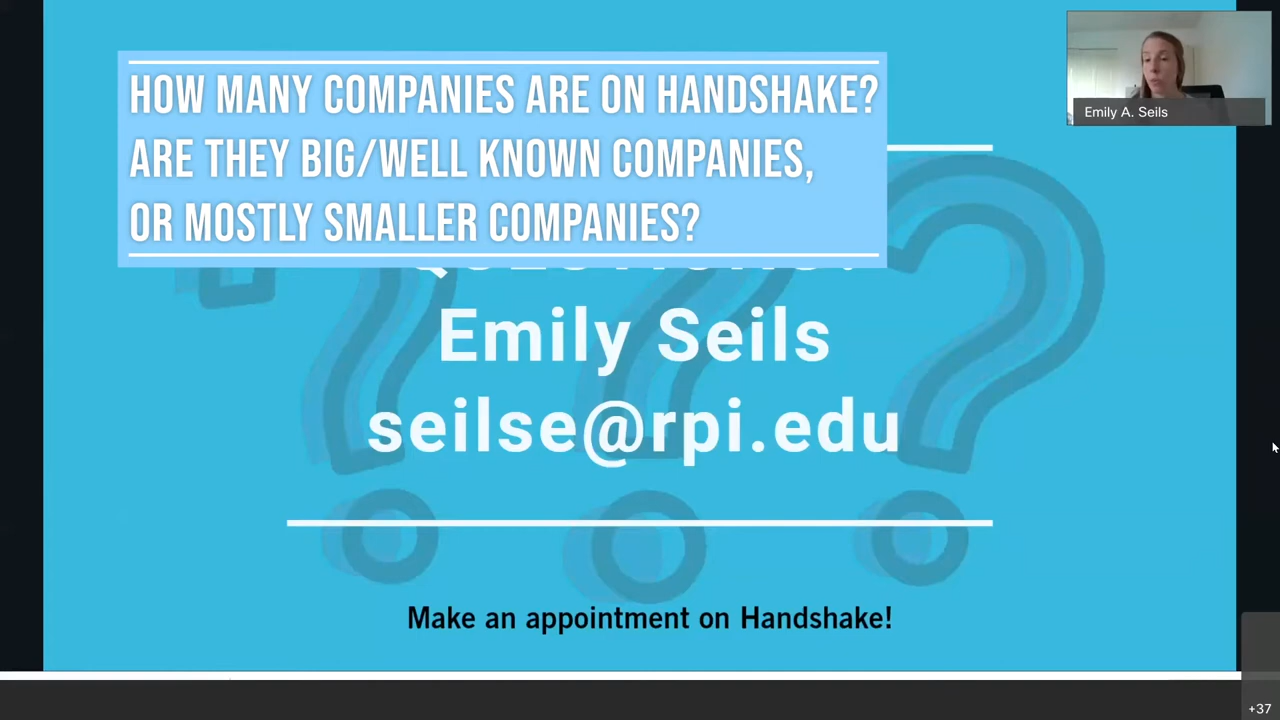 HOW MANY COMPANIES ARE ON HANDSHAKE?
ARE THEY BIG/WELL KNOWN COMPANIES,
OR MOSTLY SMALLER COMPANIES?
Emily A. Seils
Emily Seils
seilse@rpi.edu
Make an appointment on Handshake!
+37